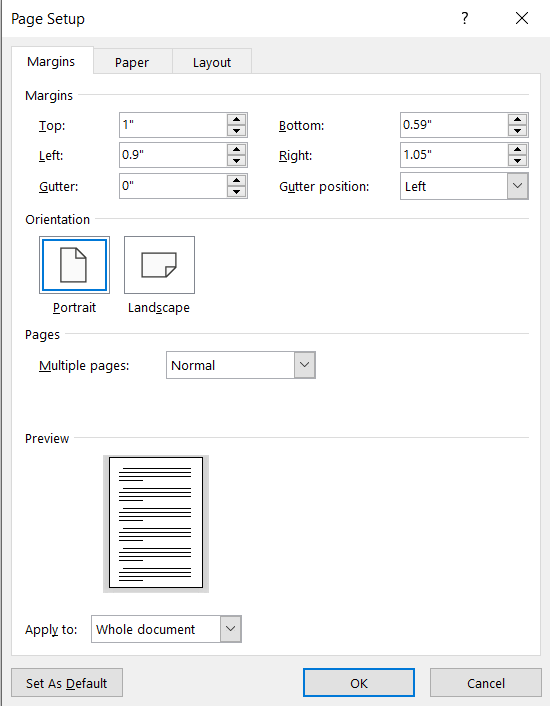 Page Setup ?
Margins Paper Layout
Margins
Top: 1" Bottom: 0.59"
Left: 0.9" Right: 1.05"
Gutter: 0" Gutter position: Left
Orientation
Portrait Landscape
Pages
Multiple pages: Normal
Preview
Apply to: Whole document
Set As Default OK Cancel